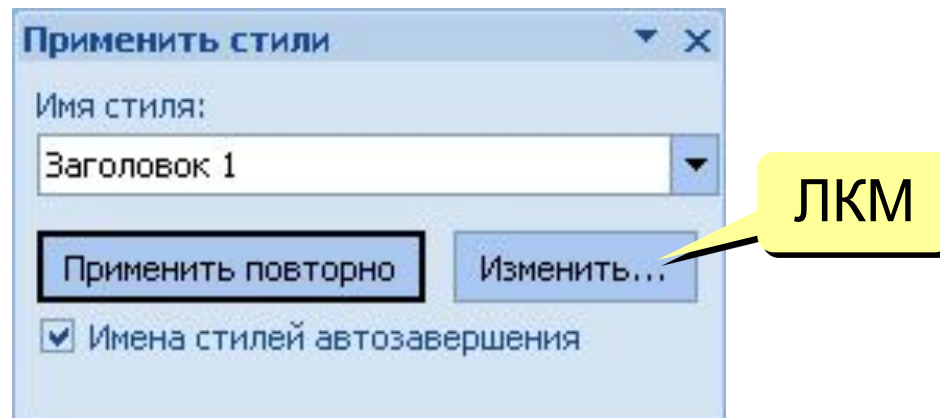 Применить стили
Имя стиля:
Заголовок 1
ЛКМ
Применить повторно
Изменить...
Имена стилей автозавершения